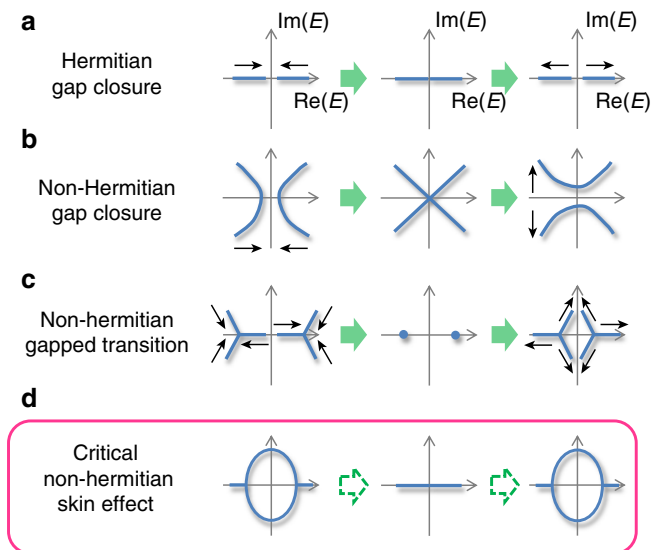 a
Hermitian
gap closure
Im(E) Im(E) Im(E)
Re(E) Re(E) Re(E)
b
Non-Hermitian
gap closure
c
Non-hermitian
gapped transition
d
Critical
non-hermitian
skin effect